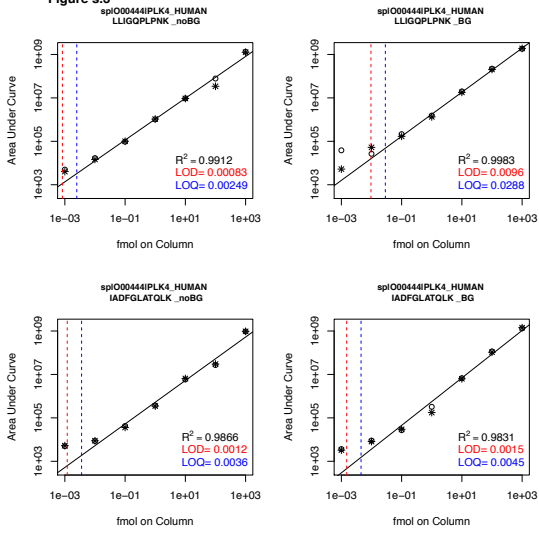 Figure s.5
sp|O00444|PLK4_HUMAN
LLIGQPLPNK _noBG
Area Under Curve
1e+09
1e+07
1e+05
1e+03
R2 = 0.9912
LOD= 0.00083
LOQ= 0.00249
1e−03 1e−01 1e+01 1e+03
fmol on Column
sp|O00444|PLK4_HUMAN
LLIGQPLPNK _BG
Area Under Curve
1e+09
1e+07
1e+05
1e+03
R2 = 0.9983
LOD= 0.0096
LOQ= 0.0288
1e−03 1e−01 1e+01 1e+03
fmol on Column
sp|O00444|PLK4_HUMAN
IADFGLATQLK _noBG
Area Under Curve
1e+09
1e+07
1e+05
1e+03
R2 = 0.9866
LOD= 0.0012
LOQ= 0.0036
1e−03 1e−01 1e+01 1e+03
fmol on Column
sp|O00444|PLK4_HUMAN
IADFGLATQLK _BG
Area Under Curve
1e+09
1e+07
1e+05
1e+03
R2 = 0.9831
LOD= 0.0015
LOQ= 0.0045
1e−03 1e−01 1e+01 1e+03
fmol on Column